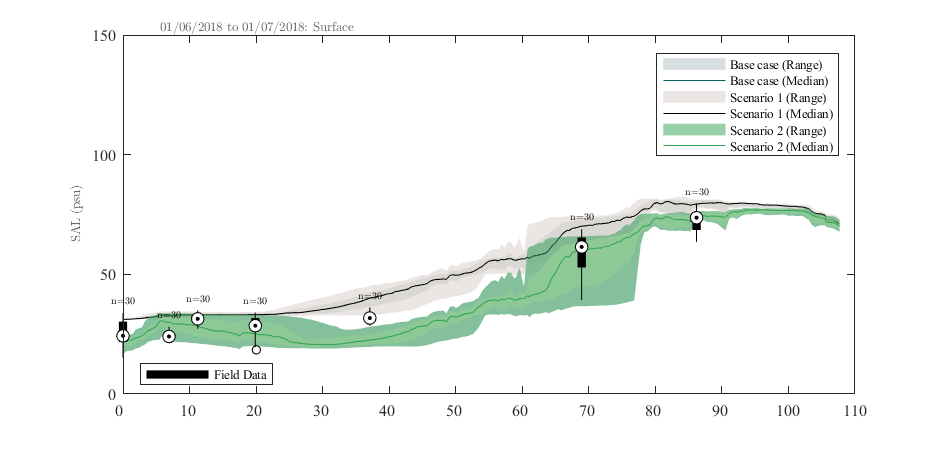 01/06/2018 to 01/07/2018: Surface
150
100
50
0
SAL (psu)
Base case (Range)
Base case (Median)
Scenario 1 (Range)
Scenario 1 (Median)
Scenario 2 (Range)
Scenario 2 (Median)
n=30
n=30
n=30
n=30
n=30
n=30
n=30
Field Data
0 10 20 30 40 50 60 70 80 90 100 110